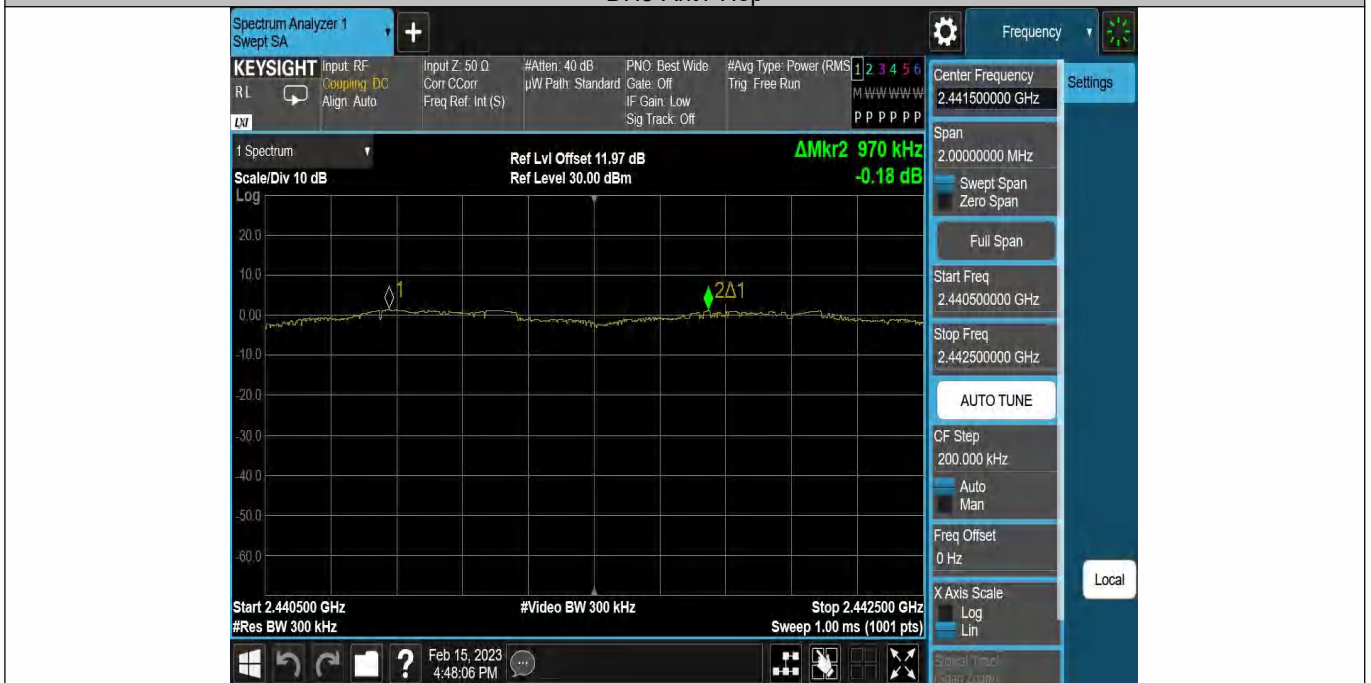 Spectrum Analyzer 1
Swept SA
+
Frequency
KEYSIGHT
RL
LXI
Input: RF
Coupling: DC
Align: Auto
Input Z: 50 Ω
Corr CCorr
Freq Ref: Int (S)
#Atten: 40 dB
µW Path: Standard
PNO: Best Wide
Gate: Off
IF Gain: Low
Sig Track: Off
#Avg Type: Power (RMS
Trig: Free Run
1 2 3 4 5 6
M W W W W W
P P P P P P
Center Frequency
2.441500000 GHz
Settings
1 Spectrum
Scale/Div 10 dB
Log
Ref Lvl Offset 11.97 dB
Ref Level 30.00 dBm
ΔMkr2 970 kHz
-0.18 dB
Span
2.00000000 MHz
Swept Span
Zero Span
Full Span
20.0
10.0
0.00
-10.0
-20.0
-30.0
-40.0
-50.0
-60.0
1
2Δ1
Start Freq
2.440500000 GHz
Stop Freq
2.442500000 GHz
AUTO TUNE
CF Step
200.000 kHz
Auto
Man
Freq Offset
0 Hz
Local
X Axis Scale
Log
Lin
Start 2.440500 GHz
#Res BW 300 kHz
#Video BW 300 kHz
Stop 2.442500 GHz
Sweep 1.00 ms (1001 pts)
?
Feb 15, 2023
4:48:06 PM
Signal Track
(Span Zoom)